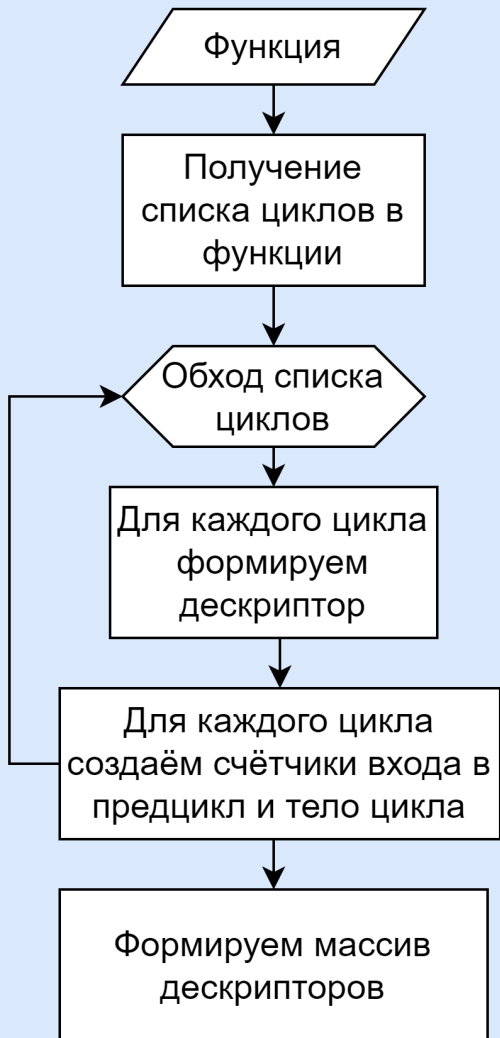 Функция
Получение
списка циклов в
функции
Обход списка
циклов
Для каждого цикла
формируем
дескриптор
Для каждого цикла
создаём счётчики входа в
предцикл и тело цикла
Формируем массив
дескрипторов